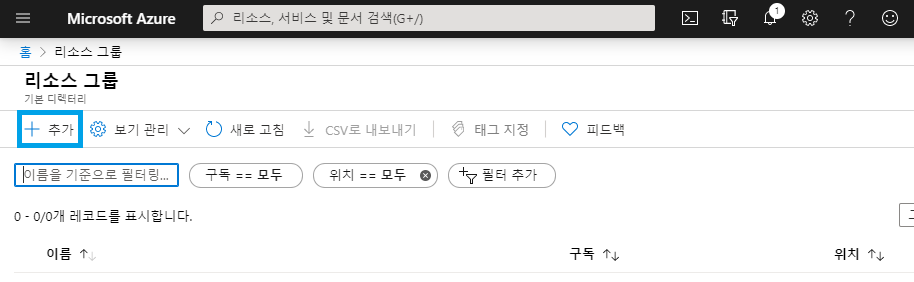 Microsoft Azure 리소스, 서비스 및 문서 검색(G+/) 1
홈 > 리소스 그룹
리소스 그룹
기본 디렉터리
추가 보기 관리 새로 고침 CSV로 내보내기 태그 지정 피드백
이름을 기준으로 필터링... 구독 == 모두 위치 == 모두 필터 추가
0 - 0/0개 레코드를 표시합니다.
이름 ↑↓ 구독 ↑↓ 위치 ↑↓